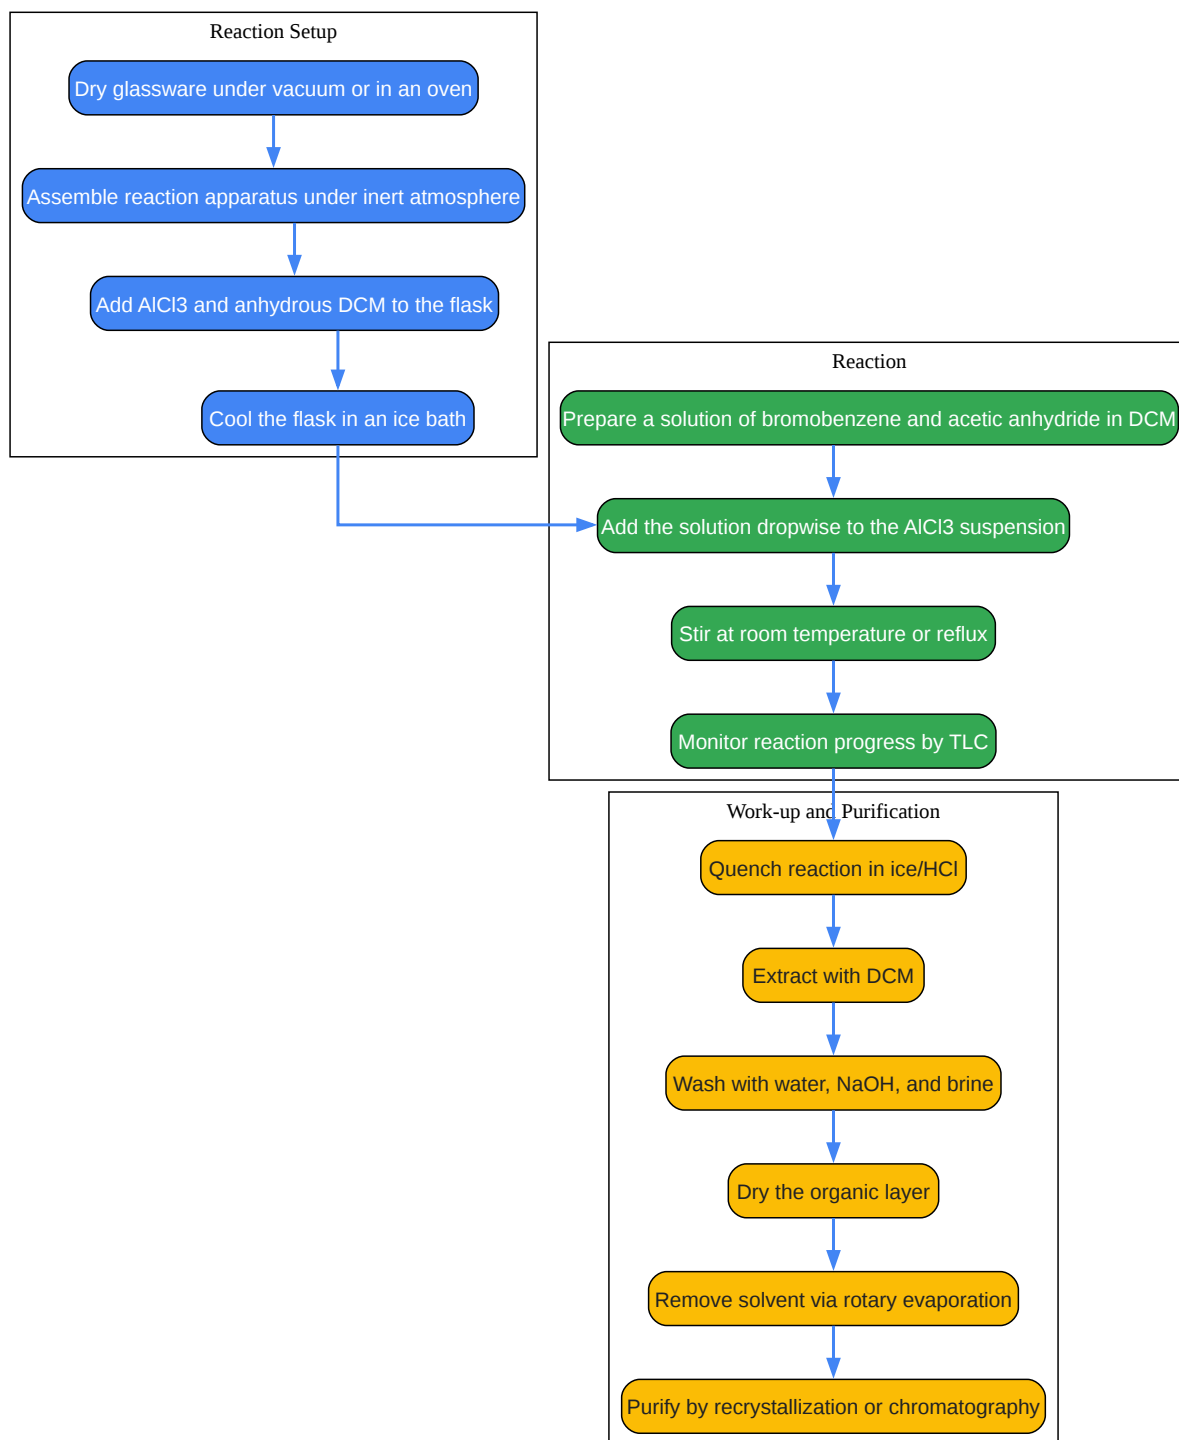 Reaction Setup
Dry glassware under vacuum or in an oven
Assemble reaction apparatus under inert atmosphere
Add AlCl3 and anhydrous DCM to the flask
Cool the flask in an ice bath
Reaction
Prepare a solution of bromobenzene and acetic anhydride in DCM
Add the solution dropwise to the AlCl3 suspension
Stir at room temperature or reflux
Monitor reaction progress by TLC
Work-up and Purification
Quench reaction in ice/HCl
Extract with DCM
Wash with water, NaOH, and brine
Dry the organic layer
Remove solvent via rotary evaporation
Purify by recrystallization or chromatography